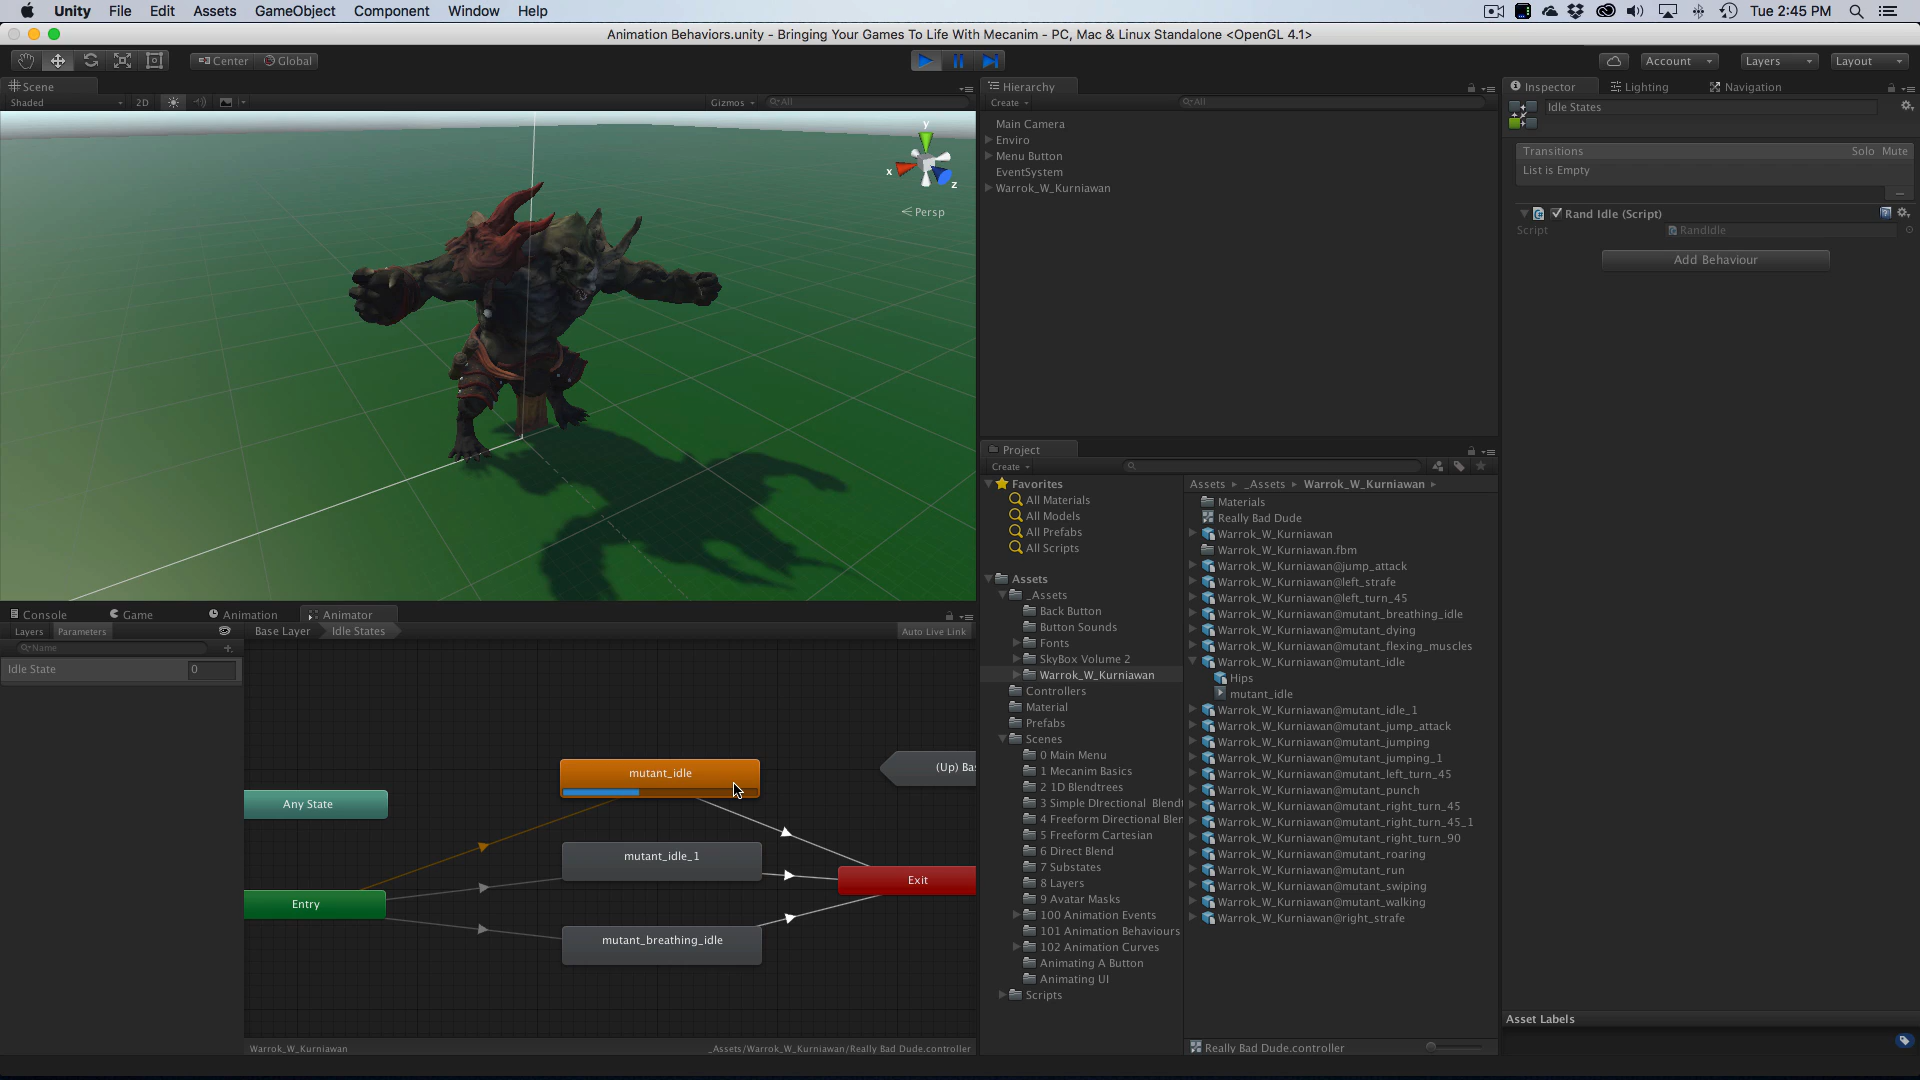 Unity File Edit Assets GameObject Component Window Help Tue 2:45 PM
Animation Behaviors.unity - Bringing Your Games To Life With Mecanim - PC, Mac & Linux Standalone <OpenGL 4.1>
Center Global Account Layers Layout
Scene
Shaded 2D Gizmos All
y
x
z
Persp
Hierarchy
Create All
Main Camera
Enviro
Menu Button
EventSystem
Warrok_W_Kurniawan
Inspector Lighting Navigation
Idle States
Transitions Solo Mute
List is Empty
Rand Idle (Script)
Script RandIdle
Add Behaviour
Asset Labels
Console Game Animation Animator
Layers Parameters Base Layer Idle States Auto Live Link
Name
Idle State 0
mutant_idle
(Up) Bas
Any State
mutant_idle_1
Exit
Entry
mutant_breathing_idle
Warrok_W_Kurniawan _Assets/Warrok_W_Kurniawan/Really Bad Dude.controller
Project
Create
Favorites
All Materials
All Models
All Prefabs
All Scripts
Assets
_Assets
Back Button
Button Sounds
Fonts
SkyBox Volume 2
Warrok_W_Kurniawan
Controllers
Material
Prefabs
Scenes
0 Main Menu
1 Mecanim Basics
2 1D Blendtrees
3 Simple DIrectional Blendt
4 Freeform Directional Blen
5 Freeform Cartesian
6 Direct Blend
7 Substates
8 Layers
9 Avatar Masks
100 Animation Events
101 Animation Behaviours
102 Animation Curves
Animating A Button
Animating UI
Scripts
Assets _Assets Warrok_W_Kurniawan
Materials
Really Bad Dude
Warrok_W_Kurniawan
Warrok_W_Kurniawan.fbm
Warrok_W_Kurniawan@jump_attack
Warrok_W_Kurniawan@left_strafe
Warrok_W_Kurniawan@left_turn_45
Warrok_W_Kurniawan@mutant_breathing_idle
Warrok_W_Kurniawan@mutant_dying
Warrok_W_Kurniawan@mutant_flexing_muscles
Warrok_W_Kurniawan@mutant_idle
Hips
mutant_idle
Warrok_W_Kurniawan@mutant_idle_1
Warrok_W_Kurniawan@mutant_jump_attack
Warrok_W_Kurniawan@mutant_jumping
Warrok_W_Kurniawan@mutant_jumping_1
Warrok_W_Kurniawan@mutant_left_turn_45
Warrok_W_Kurniawan@mutant_punch
Warrok_W_Kurniawan@mutant_right_turn_45
Warrok_W_Kurniawan@mutant_right_turn_45_1
Warrok_W_Kurniawan@mutant_right_turn_90
Warrok_W_Kurniawan@mutant_roaring
Warrok_W_Kurniawan@mutant_run
Warrok_W_Kurniawan@mutant_swiping
Warrok_W_Kurniawan@mutant_walking
Warrok_W_Kurniawan@right_strafe
Really Bad Dude.controller